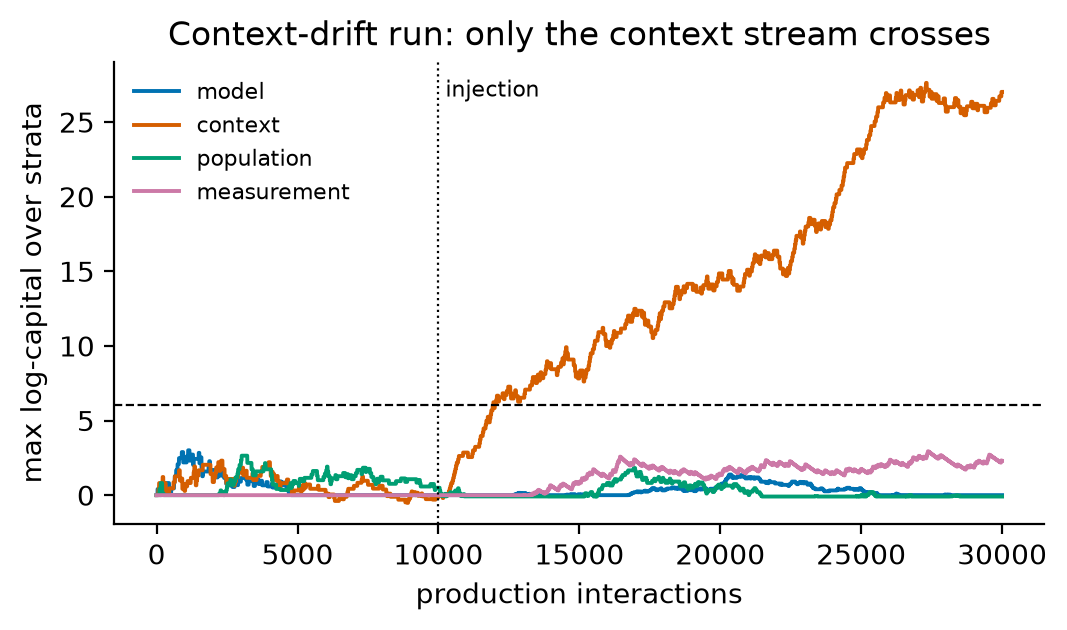 Context-drift run: only the context stream crosses
max log-capital over strata
25
20
15
10
5
0
model
context
population
measurement
injection
0
5000
10000
15000
20000
25000
30000
production interactions